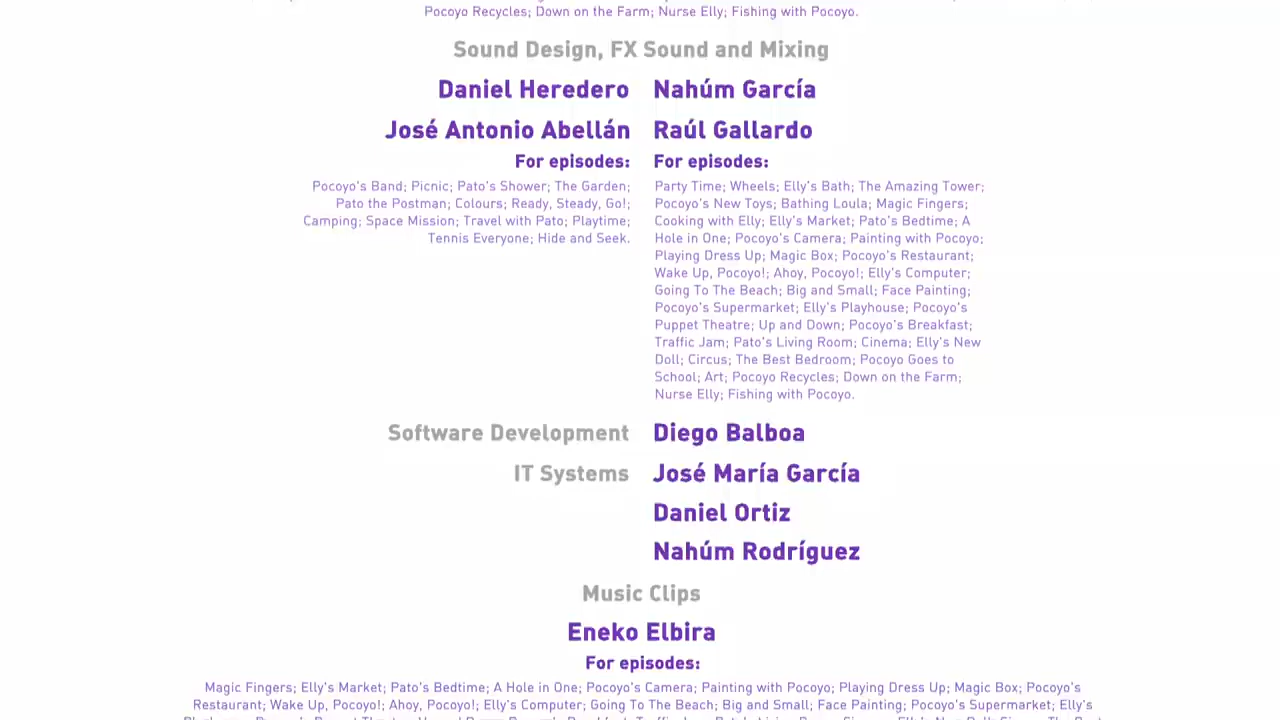 Pocoyo Recycles; Down on the Farm; Nurse Elly; Fishing with Pocoyo.
Sound Design, FX Sound and Mixing
Daniel Heredero
José Antonio Abellán
For episodes:
Pocoyo's Band; Picnic; Pato's Shower; The Garden;
Pato the Postman; Colours; Ready, Steady, Go!;
Camping; Space Mission; Travel with Pato; Playtime;
Tennis Everyone; Hide and Seek.
Nahúm García
Raúl Gallardo
For episodes:
Party Time; Wheels; Elly's Bath; The Amazing Tower;
Pocoyo's New Toys; Bathing Loula; Magic Fingers;
Cooking with Elly; Elly's Market; Pato's Bedtime; A
Hole in One; Pocoyo's Camera; Painting with Pocoyo;
Playing Dress Up; Magic Box; Pocoyo's Restaurant;
Wake Up, Pocoyo!; Ahoy, Pocoyo!; Elly's Computer;
Going To The Beach; Big and Small; Face Painting;
Pocoyo's Supermarket; Elly's Playhouse; Pocoyo's
Puppet Theatre; Up and Down; Pocoyo's Breakfast;
Traffic Jam; Pato's Living Room; Cinema; Elly's New
Doll; Circus; The Best Bedroom; Pocoyo Goes to
School; Art; Pocoyo Recycles; Down on the Farm;
Nurse Elly; Fishing with Pocoyo.
Software Development Diego Balboa
IT Systems José María García
Daniel Ortiz
Nahúm Rodríguez
Music Clips
Eneko Elbira
For episodes:
Magic Fingers; Elly's Market; Pato's Bedtime; A Hole in One; Pocoyo's Camera; Painting with Pocoyo; Playing Dress Up; Magic Box; Pocoyo's
Restaurant; Wake Up, Pocoyo!; Ahoy, Pocoyo!; Elly's Computer; Going To The Beach; Big and Small; Face Painting; Pocoyo's Supermarket; Elly's